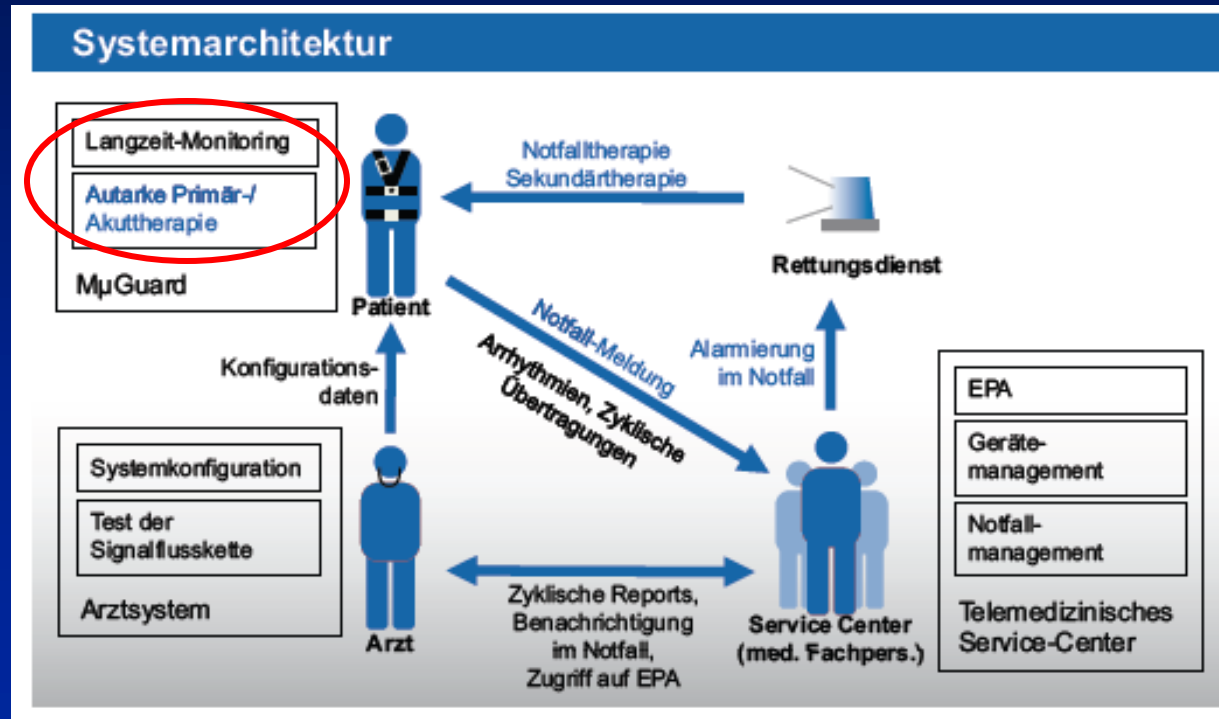 Systemarchitektur
Langzeit-Monitoring
Autarke Primär-/
Akuttherapie
MµGuard
Patient
Notfalltherapie
Sekundärtherapie
Rettungsdienst
Konfigurations-
daten
Notfall-Meldung
Arrhythmien, Zyklische
Übertragungen
Alarmierung
im Notfall
EPA
Geräte-
management
Notfall-
management
Telemedizinisches
Service-Center
Systemkonfiguration
Test der
Signalflusskette
Arztsystem
Arzt
Zyklische Reports,
Benachrichtigung
im Notfall,
Zugriff auf EPA
Service Center
(med. Fachpers.)